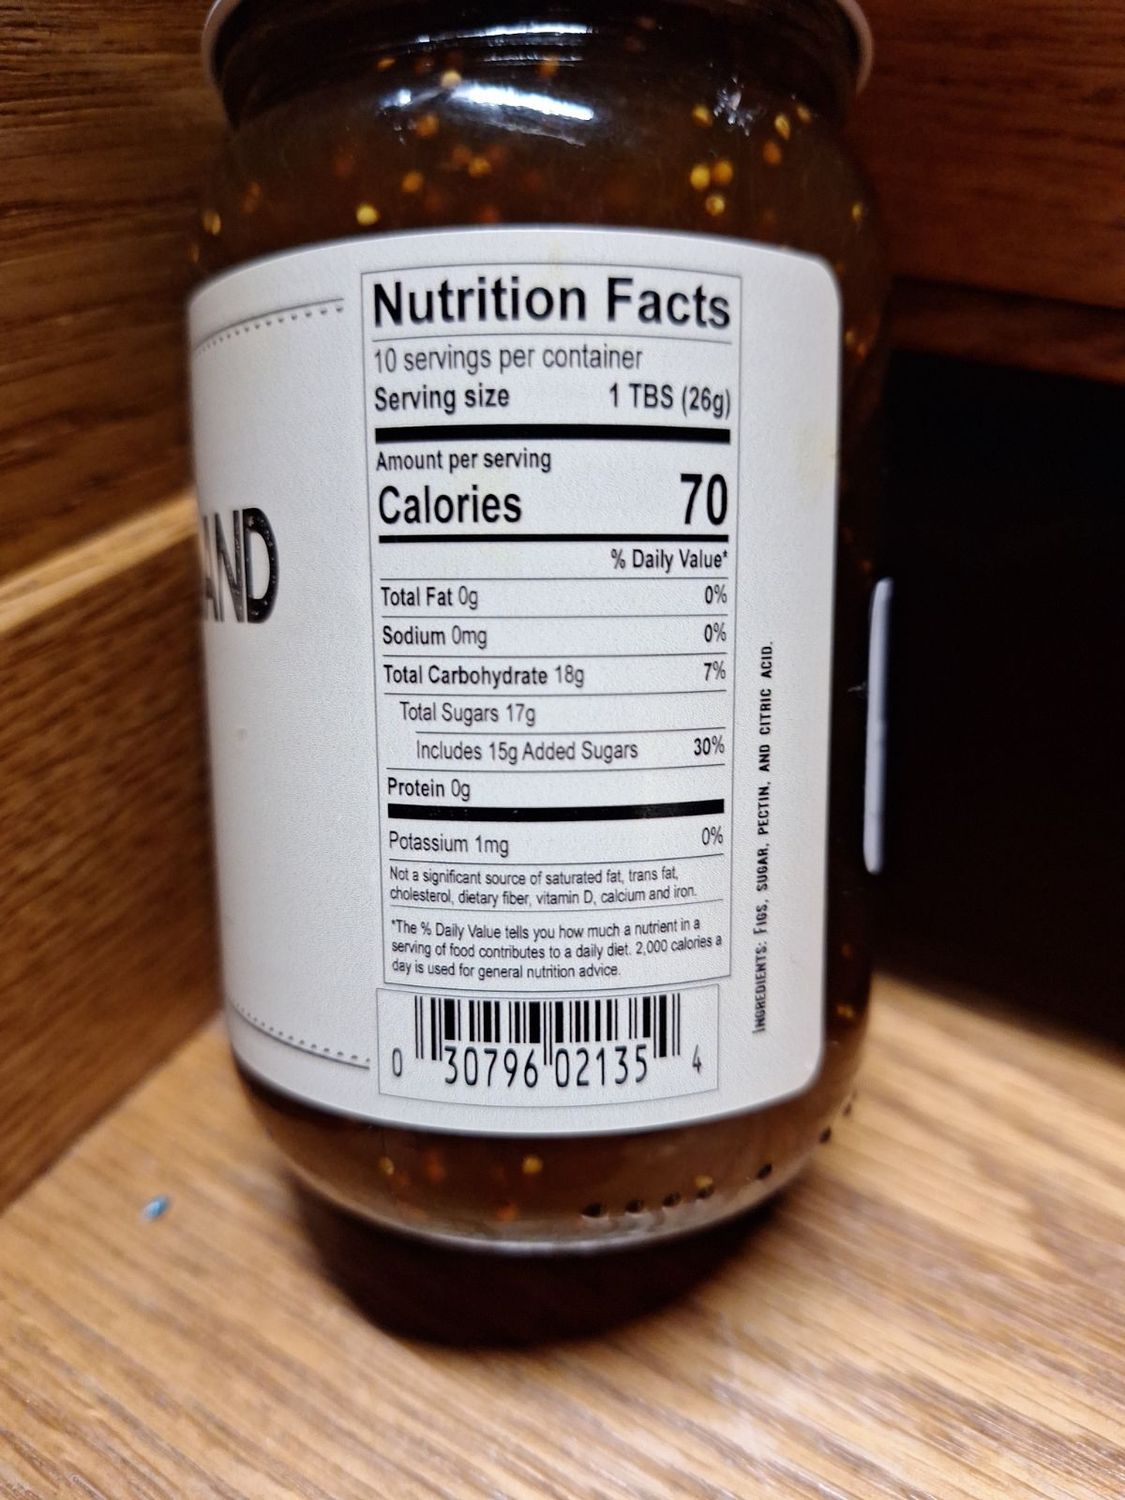 AND
Nutrition Facts
10 servings per container
Serving size 1 TBS (26g)
Amount per serving
Calories 70
% Daily Value*
Total Fat 0g 0%
Sodium 0mg 0%
Total Carbohydrate 18g 7%
Total Sugars 17g
Includes 15g Added Sugars 30%
Protein 0g
Potassium 1mg 0%
Not a significant source of saturated fat, trans fat,
cholesterol, dietary fiber, vitamin D, calcium and iron.
*The % Daily Value tells you how much a nutrient in a
serving of food contributes to a daily diet. 2,000 calories a
day is used for general nutrition advice.
0 30796 02135 4
INGREDIENTS: FIGS, SUGAR, PECTIN, AND CITRIC ACID.